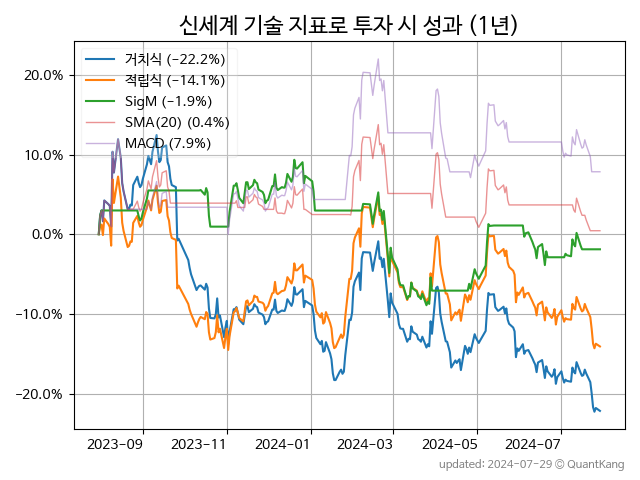 신세계 기술 지표로 투자 시 성과 (1년)
거치식 (−22.2%)
적립식 (−14.1%)
SigM (−1.9%)
SMA(20) (0.4%)
MACD (7.9%)
20.0%
10.0%
0.0%
−10.0%
−20.0%
2023-09 2023-11 2024-01 2024-03 2024-05 2024-07
updated: 2024-07-29 © QuantKang